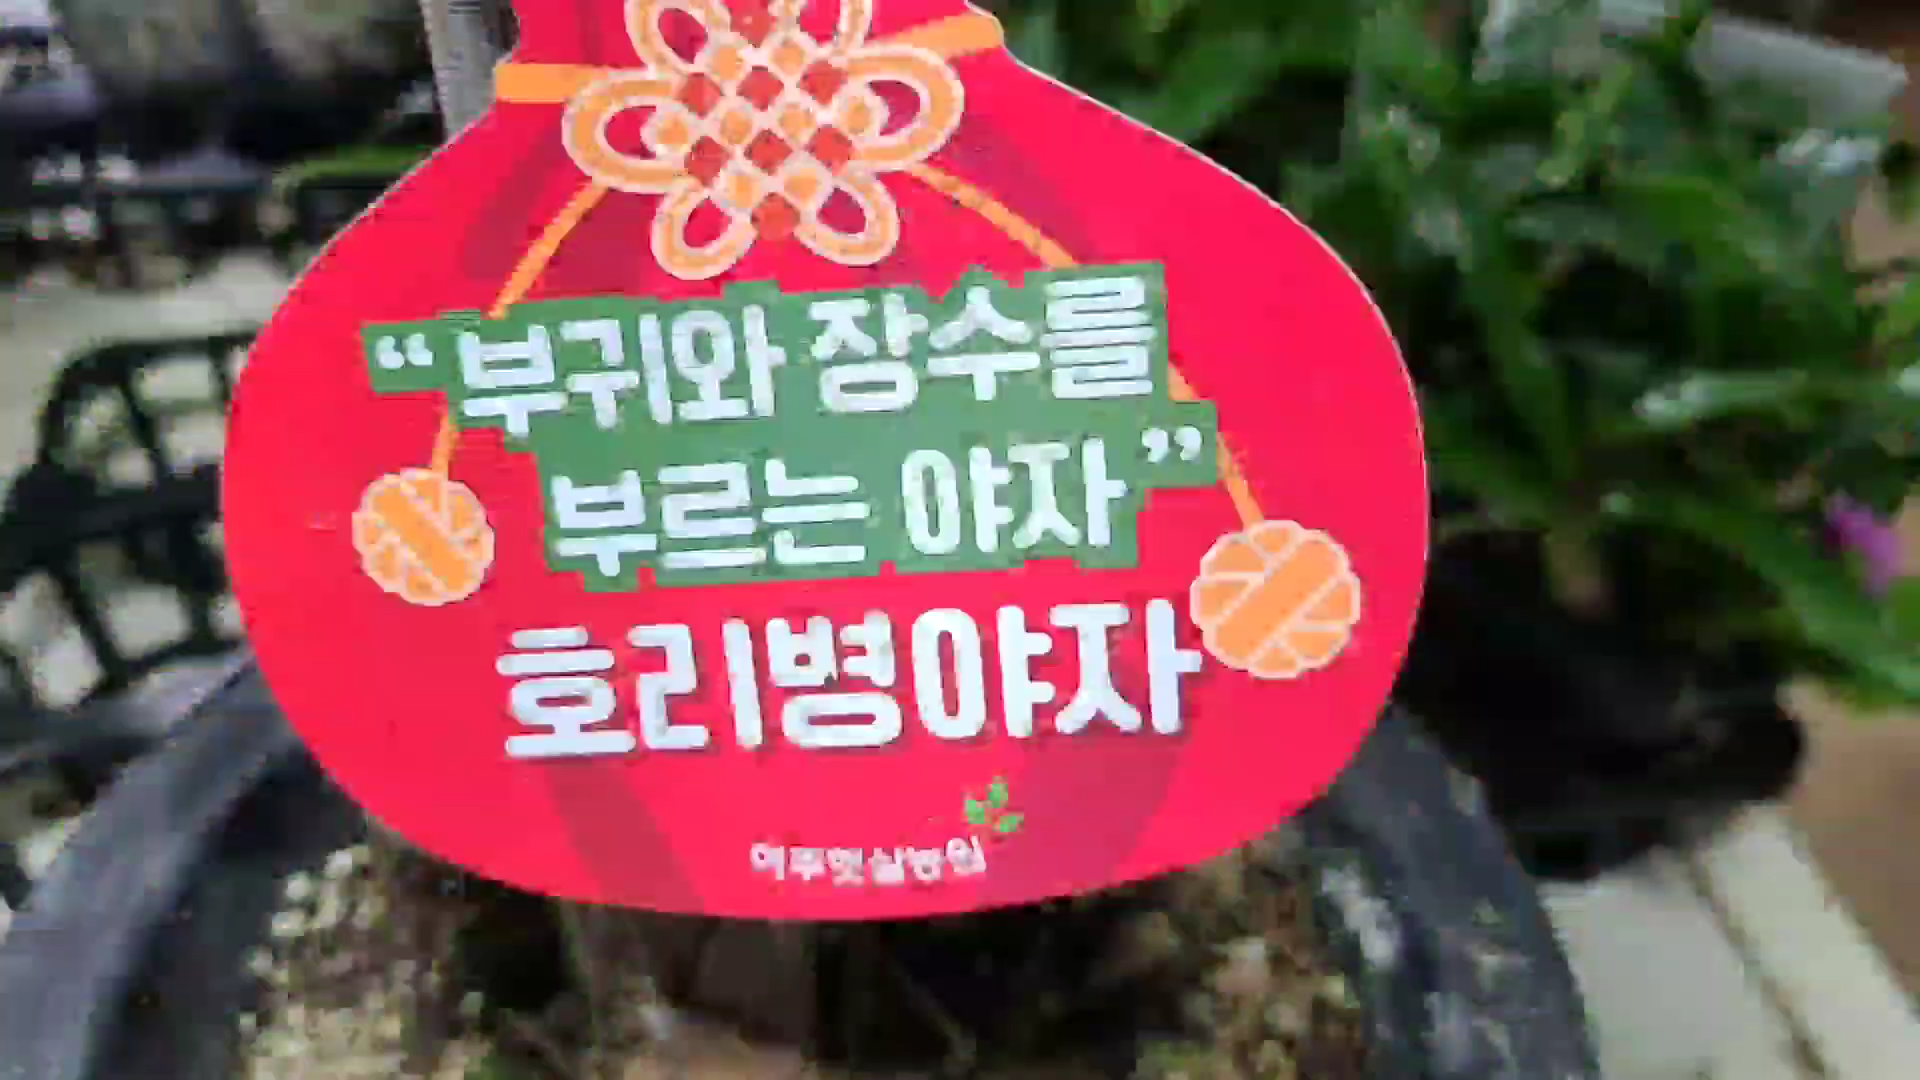 “부귀와 장수를
부르는 야자”
호리병야자